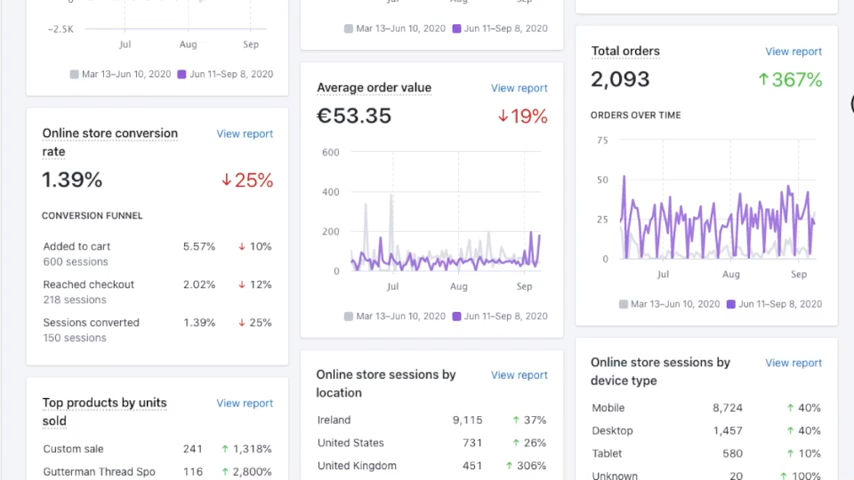 -2.5K
Jul Aug Sep
Mar 13–Jun 10, 2020 Jun 11–Sep 8, 2020
Online store conversion rate View report
1.39% ↓25%
CONVERSION FUNNEL
Added to cart 5.57% ↓ 10%
600 sessions
Reached checkout 2.02% ↓ 12%
218 sessions
Sessions converted 1.39% ↓ 25%
150 sessions
Top products by units sold View report
Custom sale 241 ↑ 1,318%
Gutterman Thread Spo 116 ↑ 2,800%
0
Jul Aug Sep
Mar 13–Jun 10, 2020 Jun 11–Sep 8, 2020
Average order value View report
€53.35 ↓19%
600
400
200
0
Jul Aug Sep
Mar 13–Jun 10, 2020 Jun 11–Sep 8, 2020
Online store sessions by location View report
Ireland 9,115 ↑ 37%
United States 731 ↑ 26%
United Kingdom 451 ↑ 306%
Total orders View report
2,093 ↑367%
ORDERS OVER TIME
75
50
25
0
Jul Aug Sep
Mar 13–Jun 10, 2020 Jun 11–Sep 8, 2020
Online store sessions by device type View report
Mobile 8,724 ↑ 40%
Desktop 1,457 ↑ 40%
Tablet 580 ↑ 10%
Unknown 20 ↑ 100%